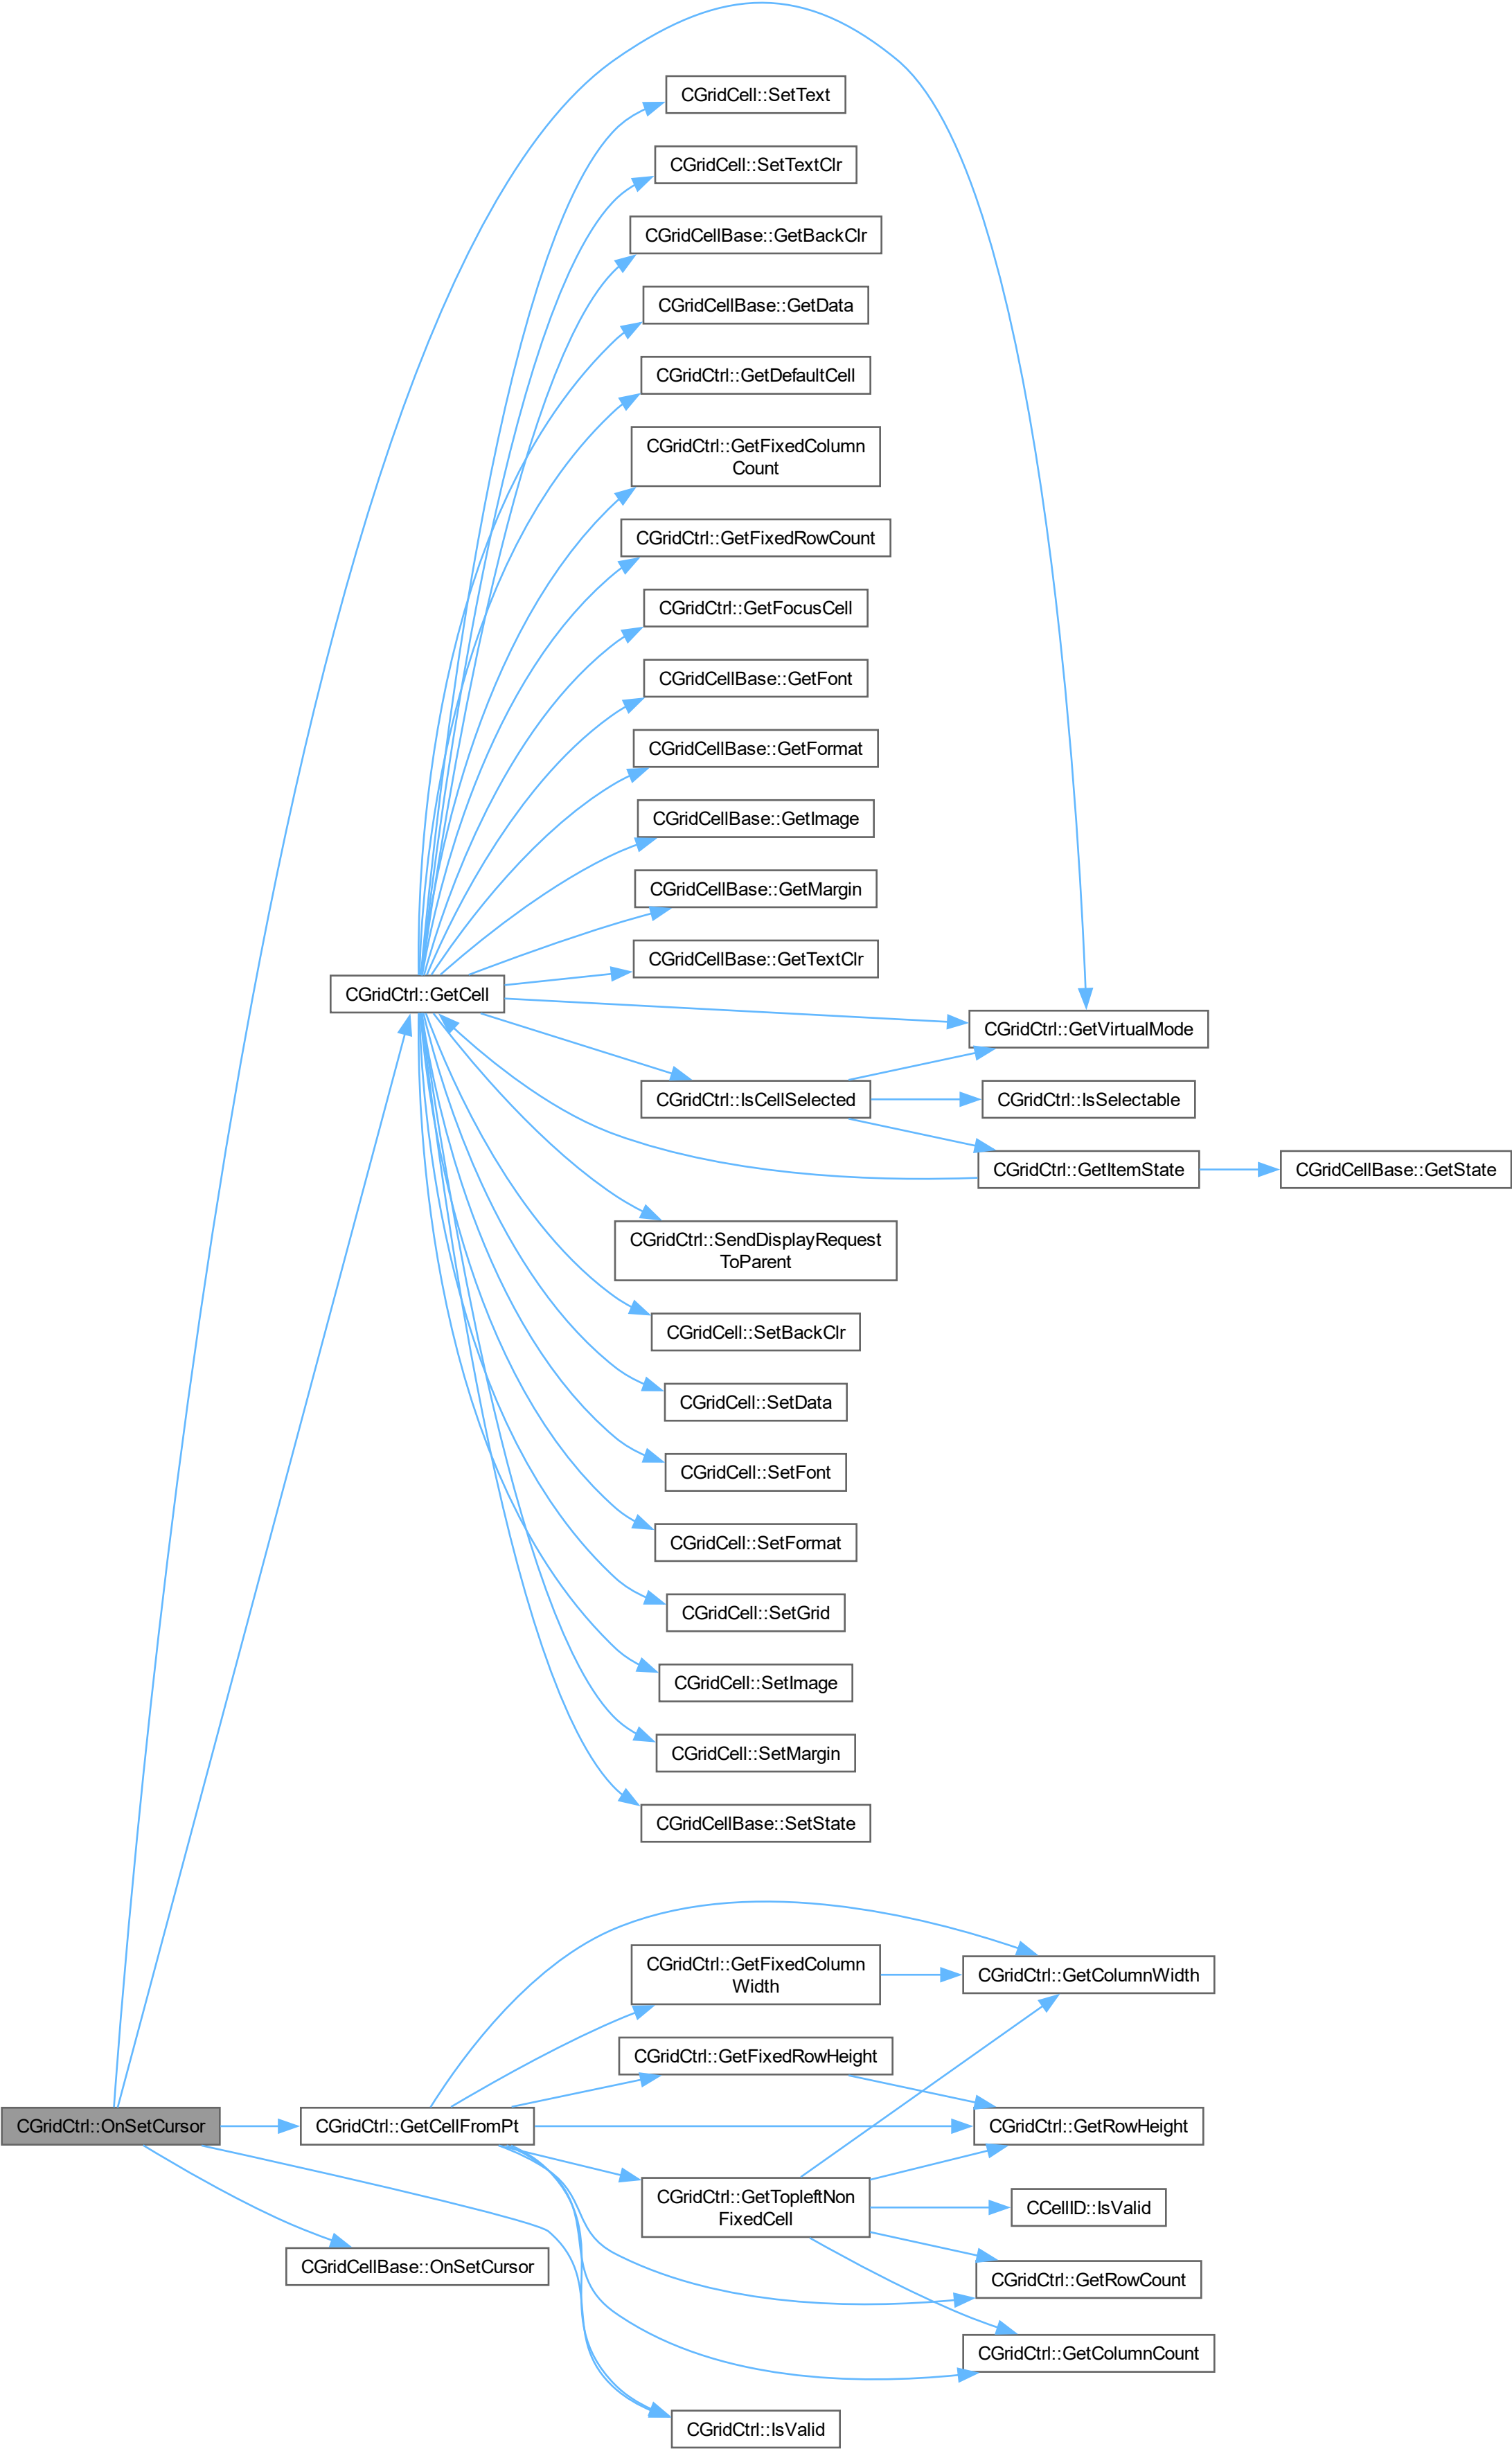 CGridCell::SetText
CGridCell::SetTextClr
CGridCellBase::GetBackClr
CGridCellBase::GetData
CGridCtrl::GetDefaultCell
CGridCtrl::GetFixedColumn
Count
CGridCtrl::GetFixedRowCount
CGridCtrl::GetFocusCell
CGridCellBase::GetFont
CGridCellBase::GetFormat
CGridCellBase::GetImage
CGridCellBase::GetMargin
CGridCellBase::GetTextClr
CGridCtrl::GetCell
CGridCtrl::GetVirtualMode
CGridCtrl::IsCellSelected
CGridCtrl::IsSelectable
CGridCtrl::GetItemState
CGridCellBase::GetState
CGridCtrl::SendDisplayRequest
ToParent
CGridCell::SetBackClr
CGridCell::SetData
CGridCell::SetFont
CGridCell::SetFormat
CGridCell::SetGrid
CGridCell::SetImage
CGridCell::SetMargin
CGridCellBase::SetState
CGridCtrl::GetFixedColumn
Width
CGridCtrl::GetColumnWidth
CGridCtrl::GetFixedRowHeight
CGridCtrl::OnSetCursor
CGridCtrl::GetCellFromPt
CGridCtrl::GetRowHeight
CGridCtrl::GetTopleftNon
FixedCell
CCellID::IsValid
CGridCellBase::OnSetCursor
CGridCtrl::GetRowCount
CGridCtrl::GetColumnCount
CGridCtrl::IsValid